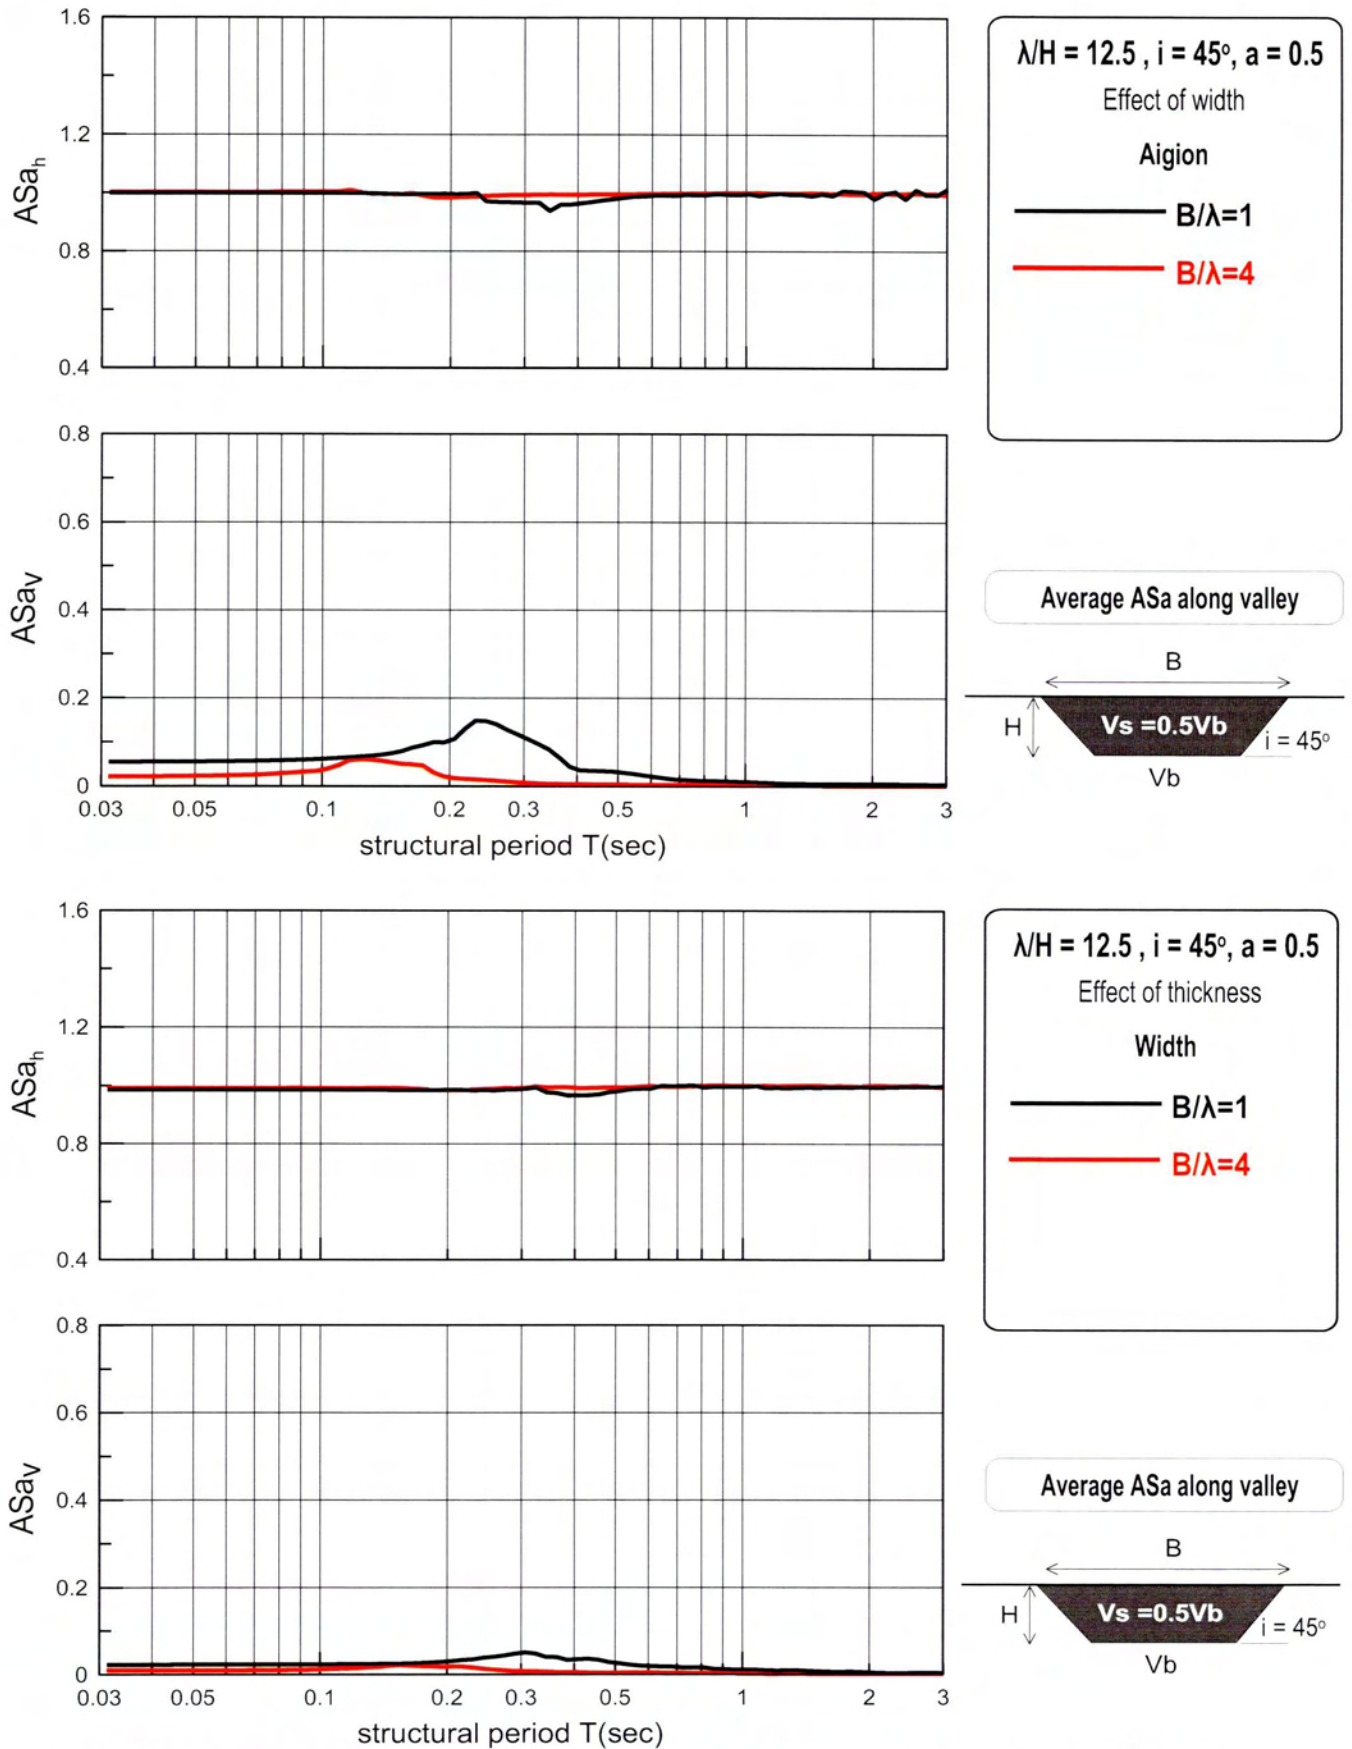 1.6
1.2
0.8
0.4
ASa_h
λ/H = 12.5 , i = 45°, a = 0.5
Effect of width
Aigion
B/λ=1
B/λ=4
0.8
0.6
0.4
0.2
0
ASav
0.03 0.05 0.1 0.2 0.3 0.5 1 2 3
structural period T(sec)
Average ASa along valley
B
H
Vs =0.5Vb
i = 45°
Vb
1.6
1.2
0.8
0.4
ASa_h
λ/H = 12.5 , i = 45°, a = 0.5
Effect of thickness
Width
B/λ=1
B/λ=4
0.8
0.6
0.4
0.2
0
ASav
0.03 0.05 0.1 0.2 0.3 0.5 1 2 3
structural period T(sec)
Average ASa along valley
B
H
Vs =0.5Vb
i = 45°
Vb